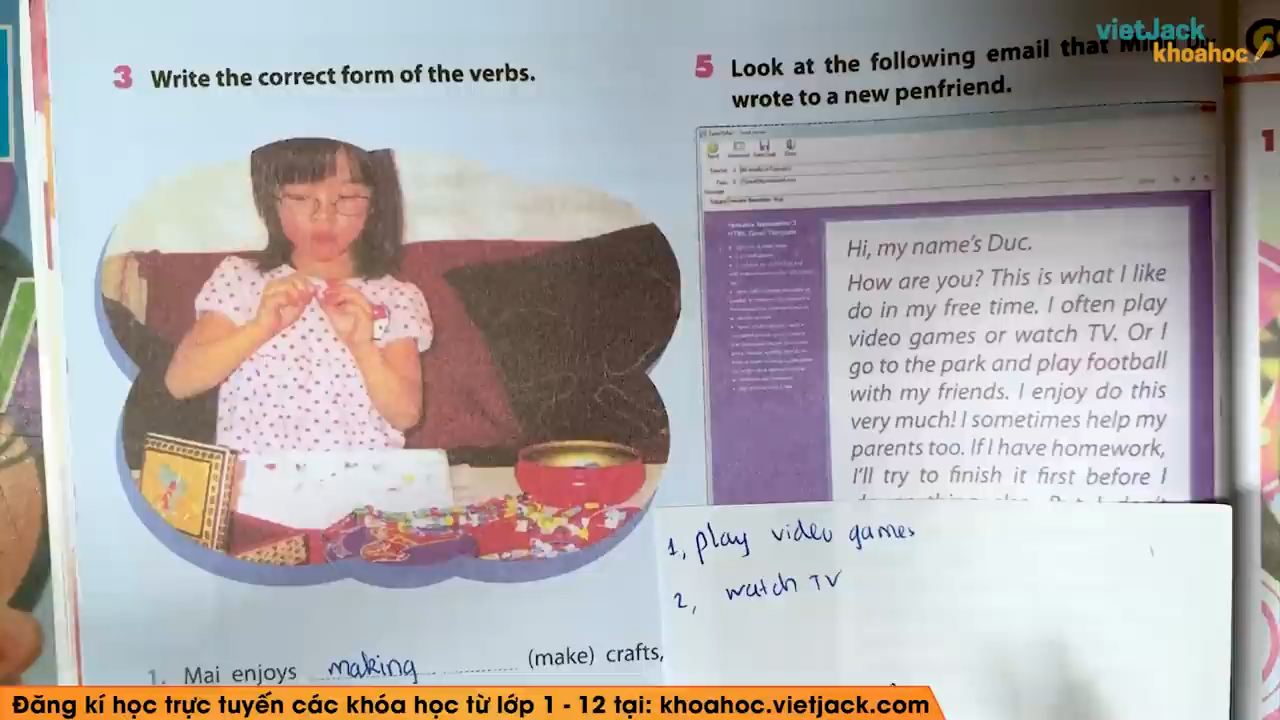 vietJack
khoahoc
3 Write the correct form of the verbs.
1. Mai enjoys making (make) crafts,
5 Look at the following email that
wrote to a new penfriend.
Hi, my name's Duc.
How are you? This is what I like
do in my free time. I often play
video games or watch TV. Or I
go to the park and play football
with my friends. I enjoy do this
very much! I sometimes help my
parents too. If I have homework,
I'll try to finish it first before I
1, play video games
2, watch TV
1
Đăng kí học trực tuyến các khóa học từ lớp 1 - 12 tại: khoahoc.vietjack.com